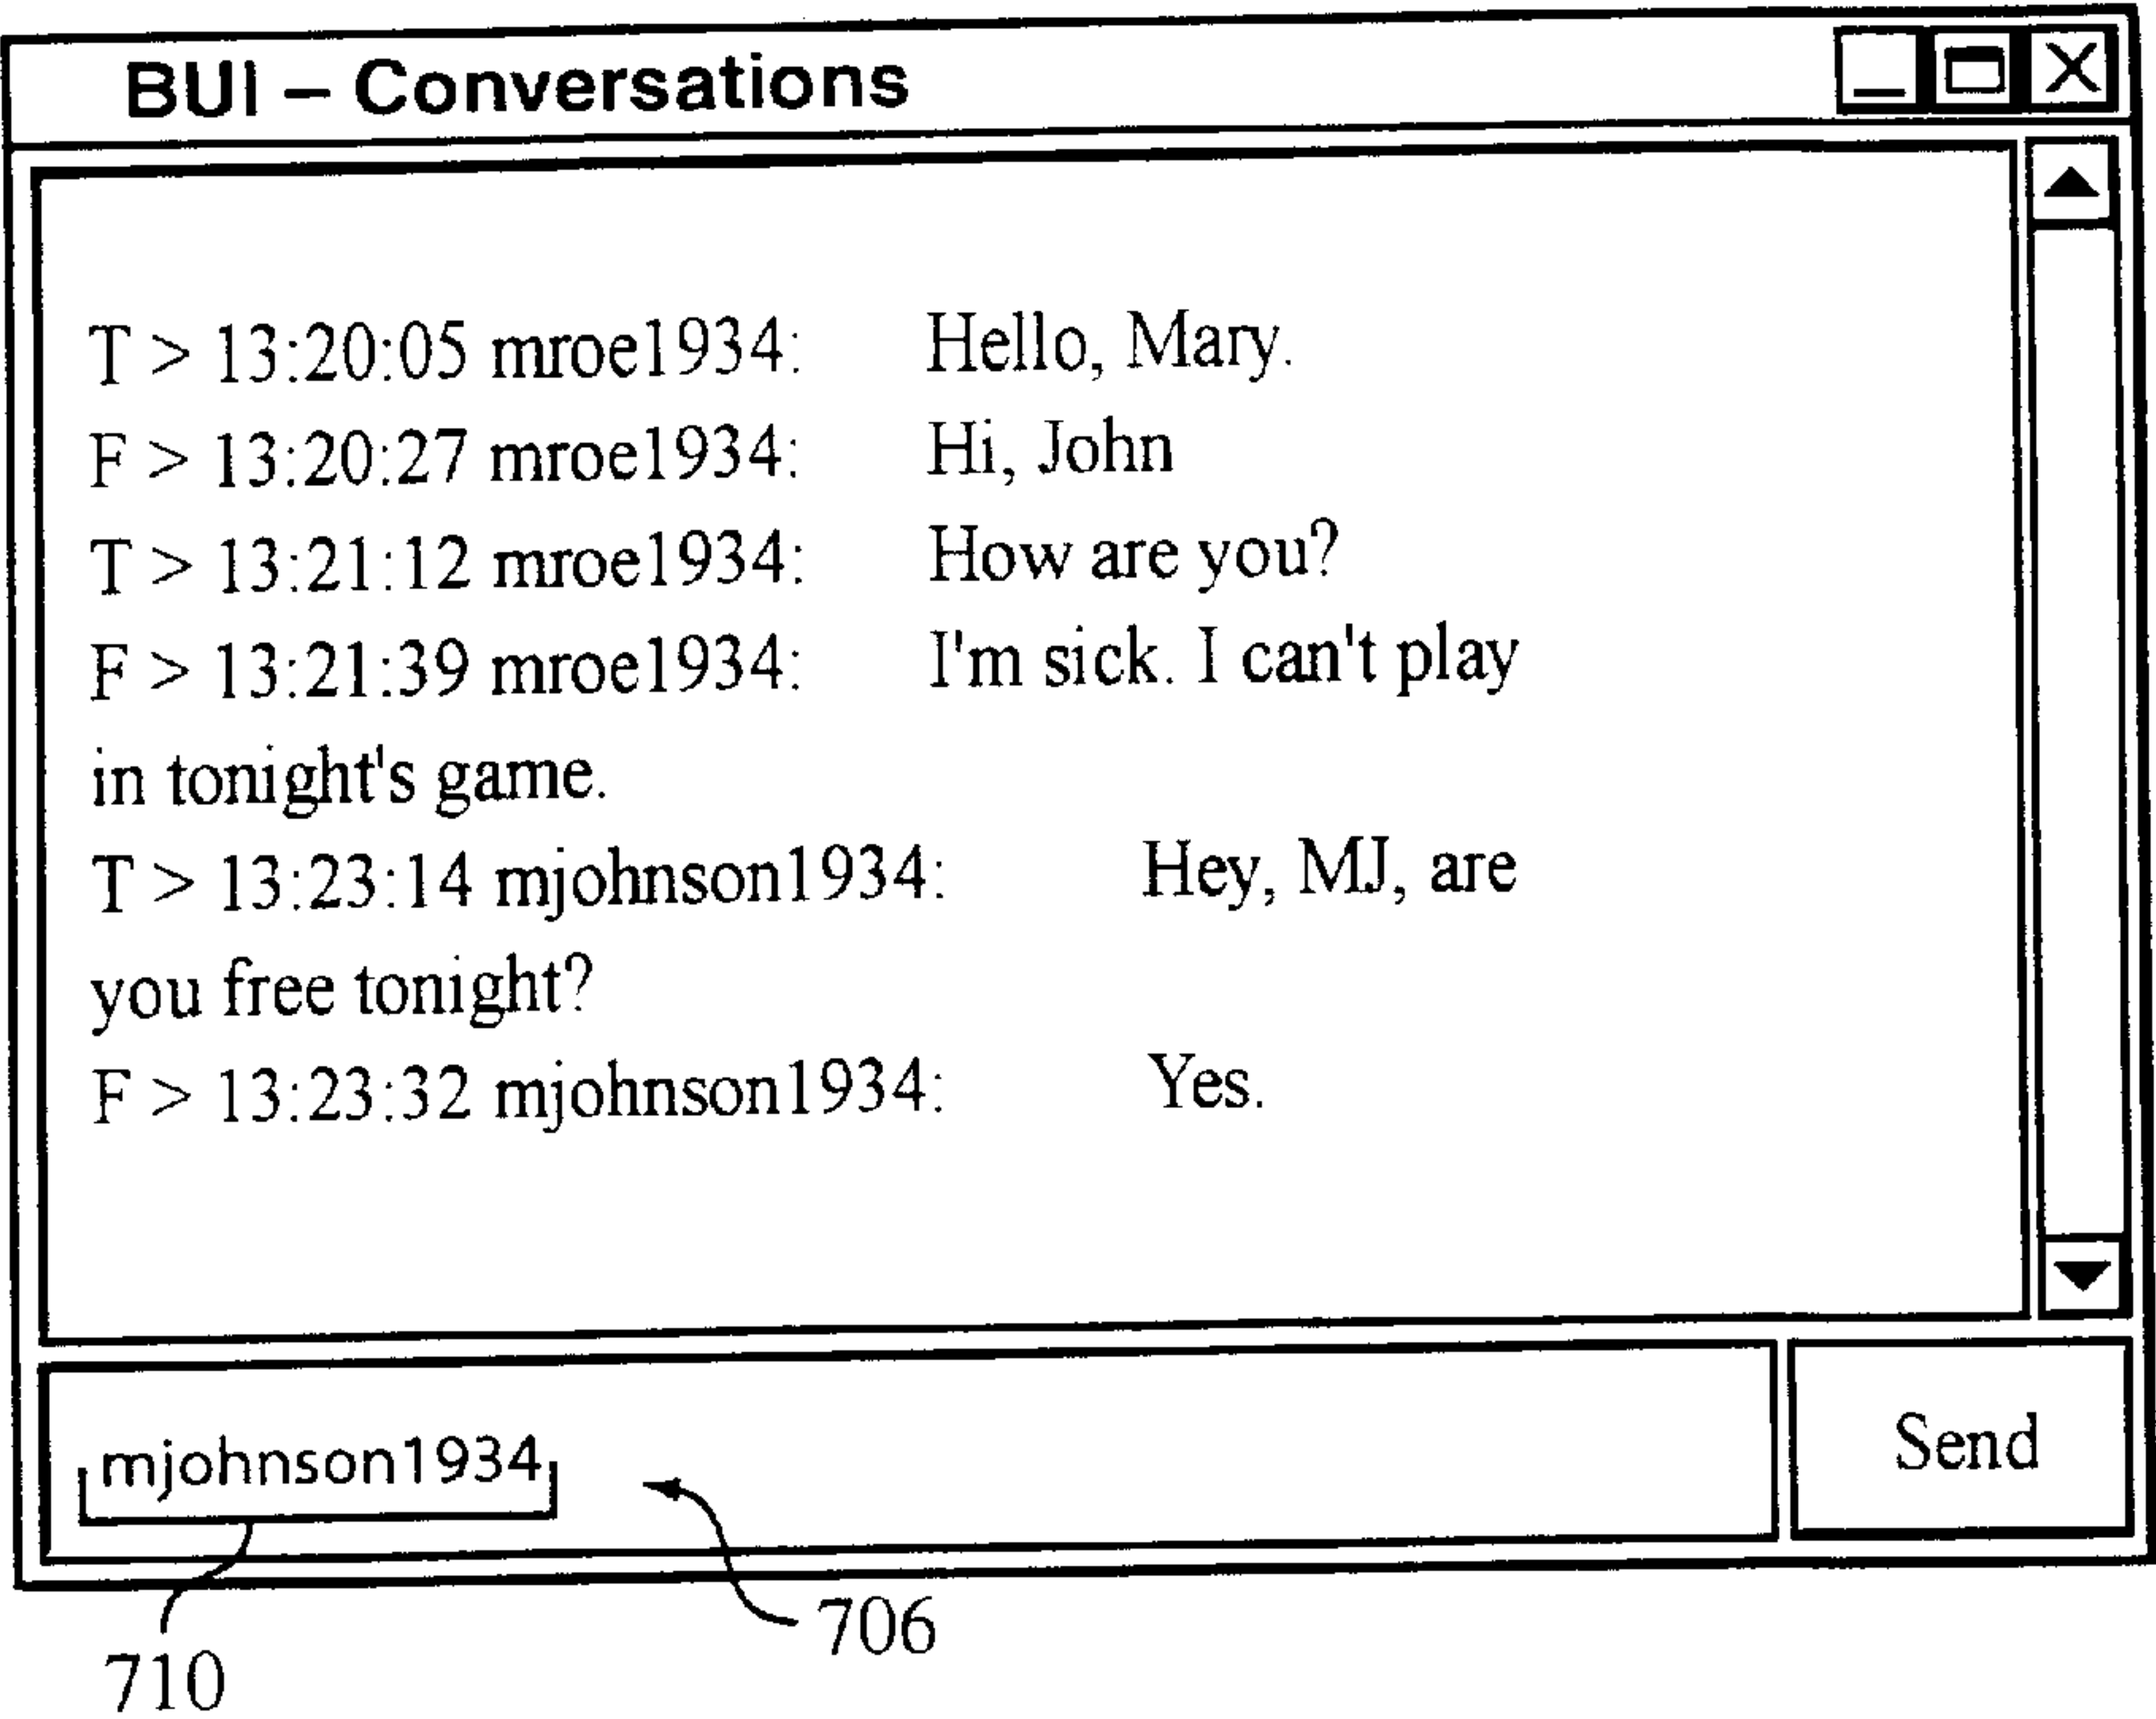 BUI – Conversations
T > 13:20:05 mroe1934: Hello, Mary.
F > 13:20:27 mroe1934: Hi, John
T > 13:21:12 mroe1934: How are you?
F > 13:21:39 mroe1934: I'm sick. I can't play
in tonight's game.
T > 13:23:14 mjohnson1934: Hey, MJ, are
you free tonight?
F > 13:23:32 mjohnson1934: Yes.
mjohnson1934
Send
706
710